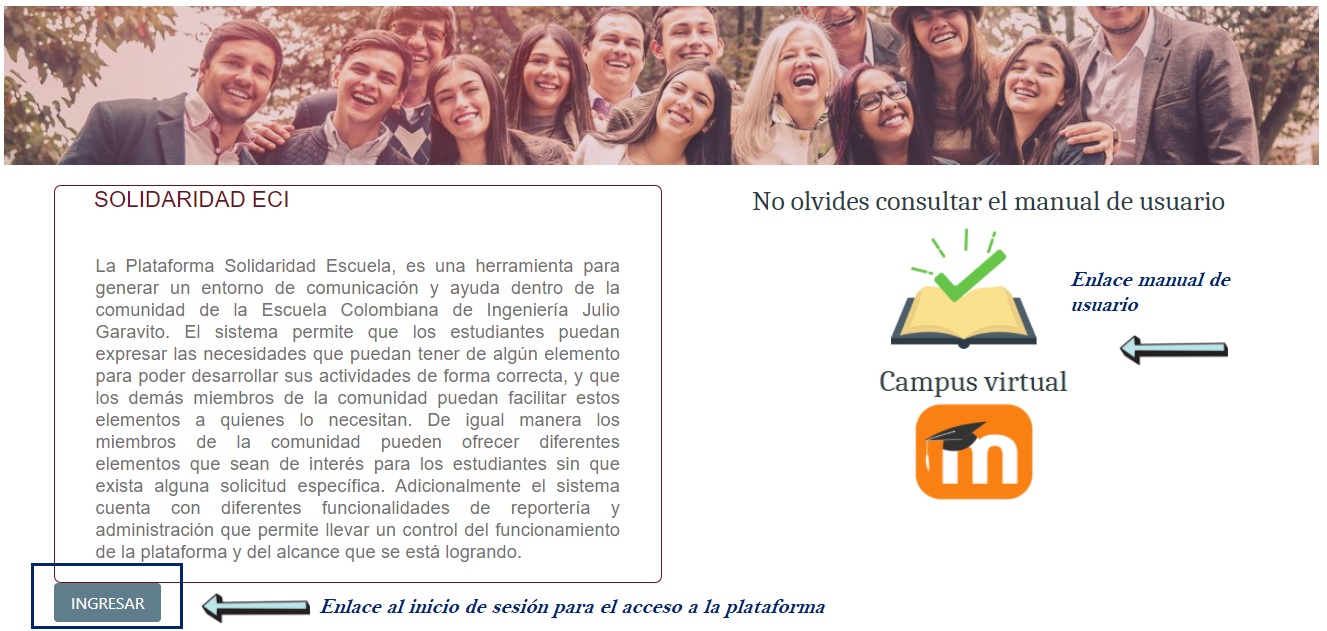 SOLIDARIDAD ECI
La Plataforma Solidaridad Escuela, es una herramienta para
generar un entorno de comunicación y ayuda dentro de la
comunidad de la Escuela Colombiana de Ingeniería Julio
Garavito. El sistema permite que los estudiantes puedan
expresar las necesidades que puedan tener de algún elemento
para poder desarrollar sus actividades de forma correcta, y que
los demás miembros de la comunidad puedan facilitar estos
elementos a quienes lo necesitan. De igual manera los
miembros de la comunidad pueden ofrecer diferentes
elementos que sean de interés para los estudiantes sin que
exista alguna solicitud específica. Adicionalmente el sistema
cuenta con diferentes funcionalidades de reportería y
administración que permite llevar un control del funcionamiento
de la plataforma y del alcance que se está logrando.
INGRESAR
Enlace al inicio de sesión para el acceso a la plataforma
No olvides consultar el manual de usuario
Enlace manual de
usuario
Campus virtual
m